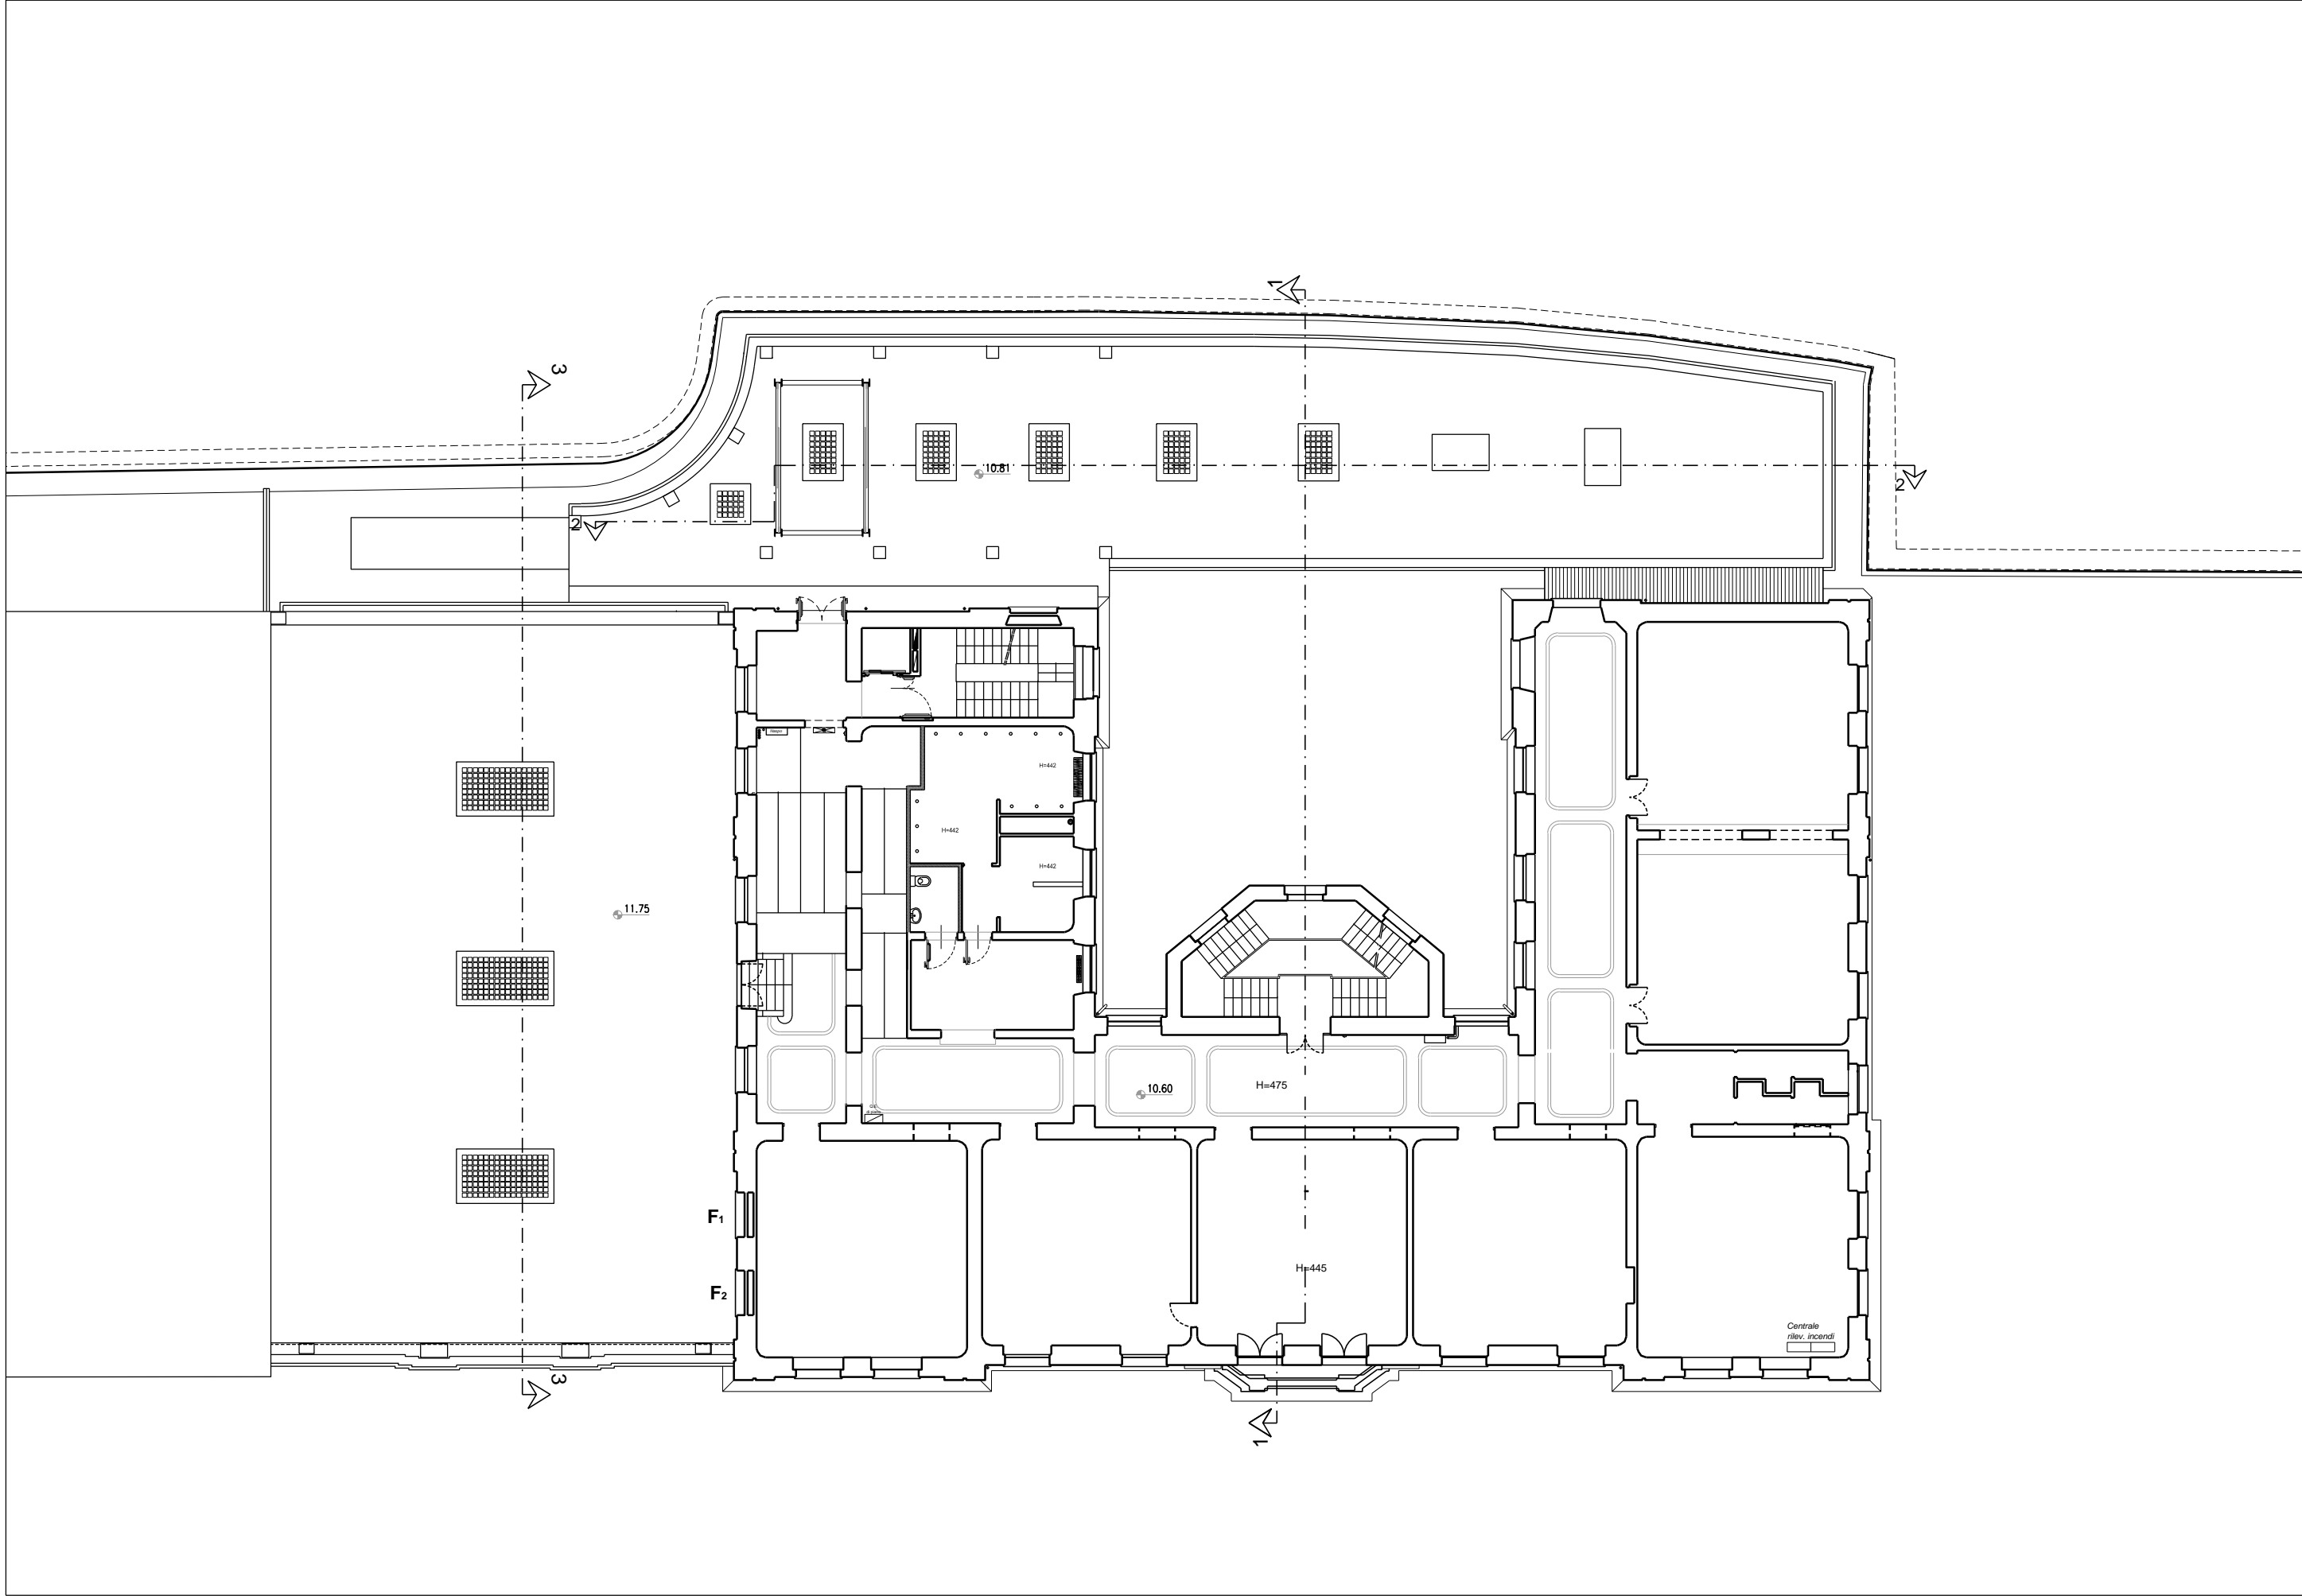 1
3
10.81
2
2
Ritegno
H=442
H=442
H=442
11.75
10.60
H=475
F1
F2
H=445
Centrale
rilev. incendi
3
1